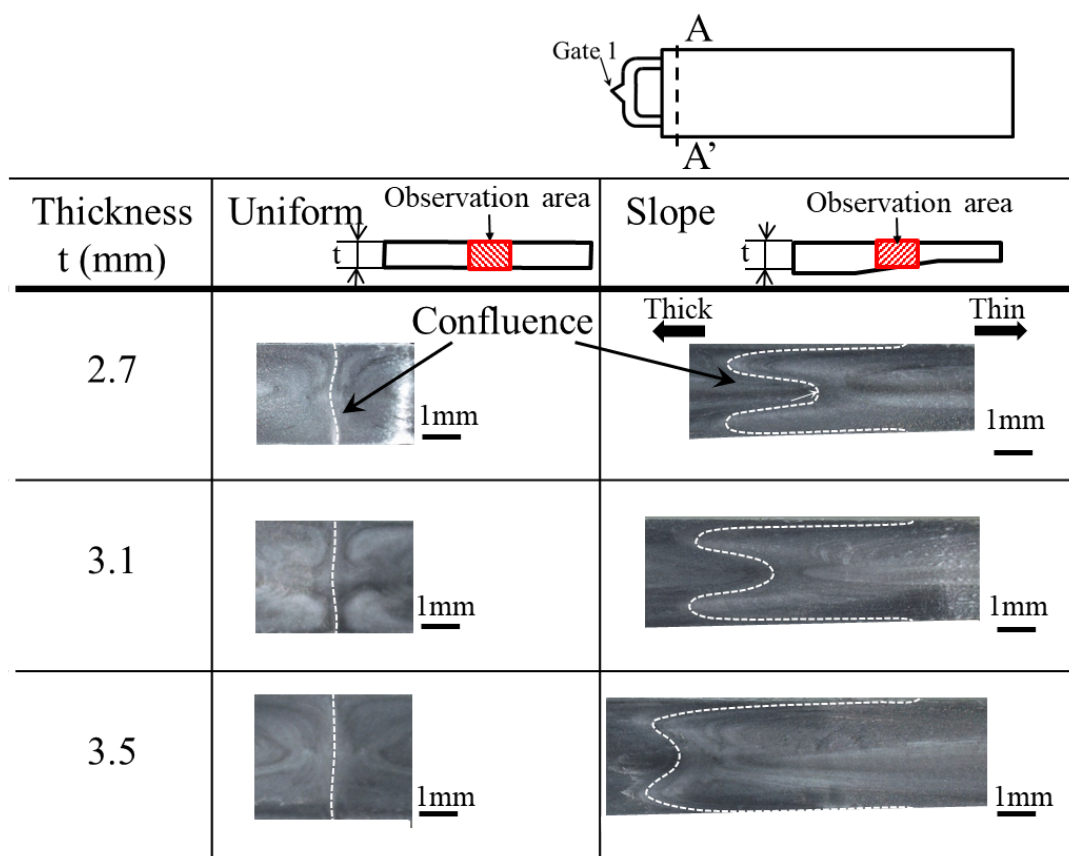 A
Gate 1
A’
Thickness
t (mm)
Uniform
Observation area
t
Slope
Observation area
t
Confluence
Thick
Thin
2.7
1mm
1mm
3.1
1mm
1mm
3.5
1mm
1mm